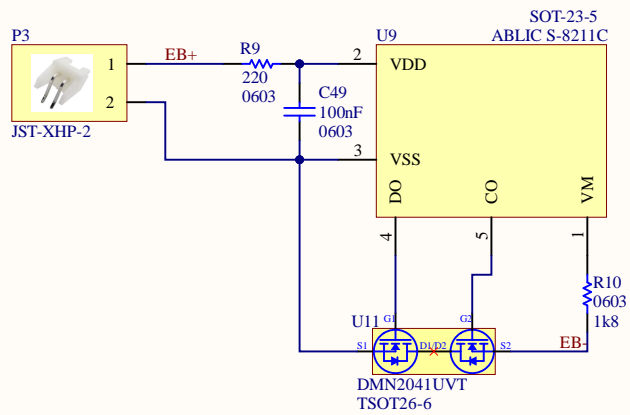 SOT-23-5
P3
U9
ABLIC S-8211C
1
EB+
R9
2
VDD
220
0603
2
C49
100nF
0603
JST-XHP-2
3
VSS
DO
CO
VM
4
5
1
R10
0603
1k8
U11
G1
G2
S1
D1/D2
S2
EB-
DMN2041UVT
TSOT26-6